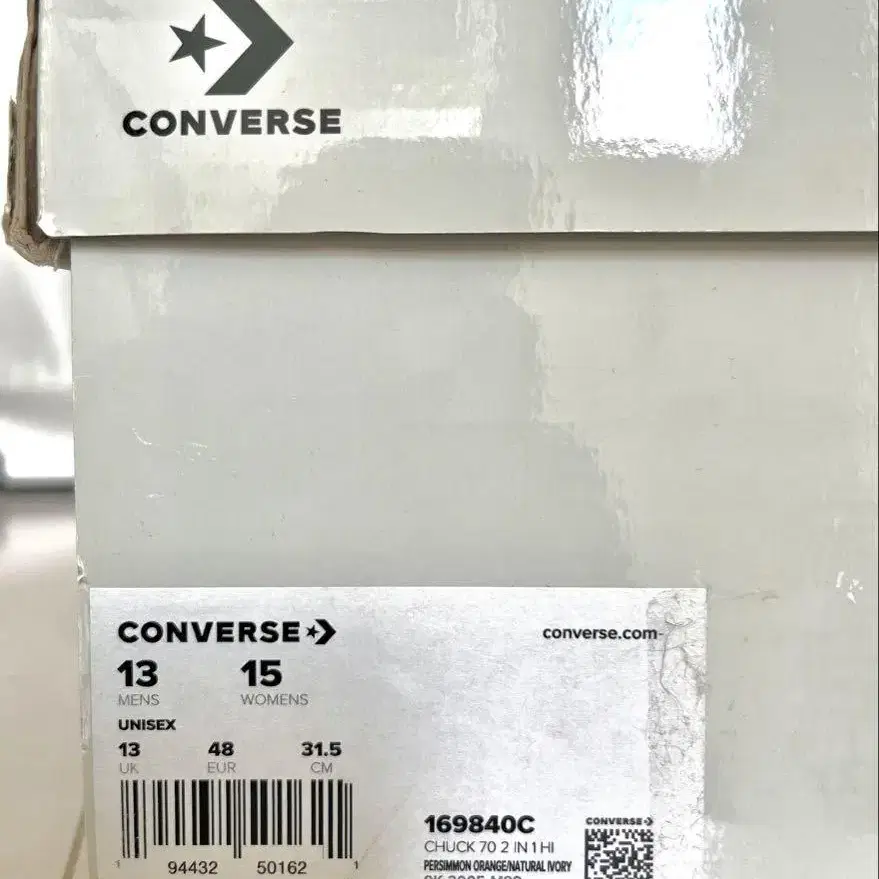 CONVERSE
CONVERSE
converse.com
13 15
MENS WOMENS
UNISEX
13 48 31.5
UK EUR CM
1 94432 50162 1
169840C
CHUCK 70 2 IN 1 HI
PERSIMMON ORANGE/NATURAL IVORY
CONVERSE